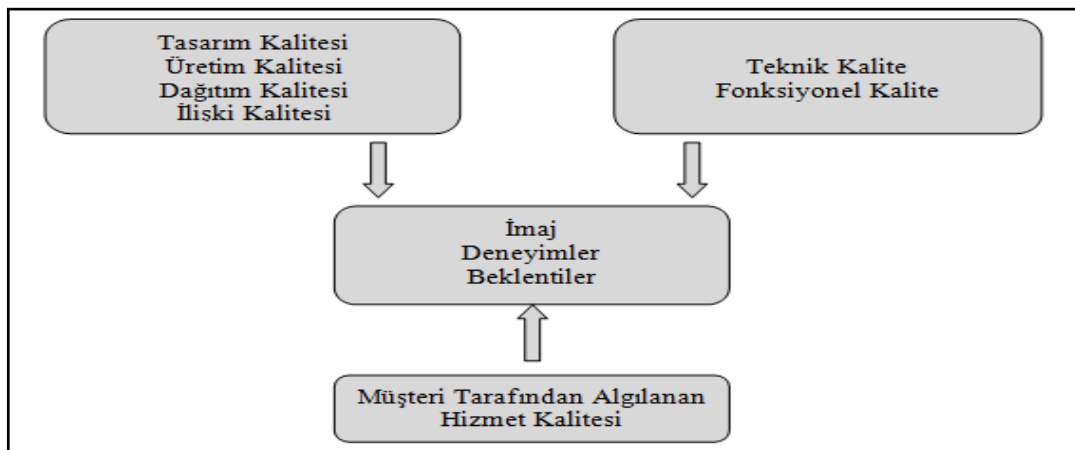 Tasarım Kalitesi
Üretim Kalitesi
Dağıtım Kalitesi
İlişki Kalitesi
Teknik Kalite
Fonksiyonel Kalite
İmaj
Deneyimler
Beklentiler
Müşteri Tarafından Algılanan
Hizmet Kalitesi